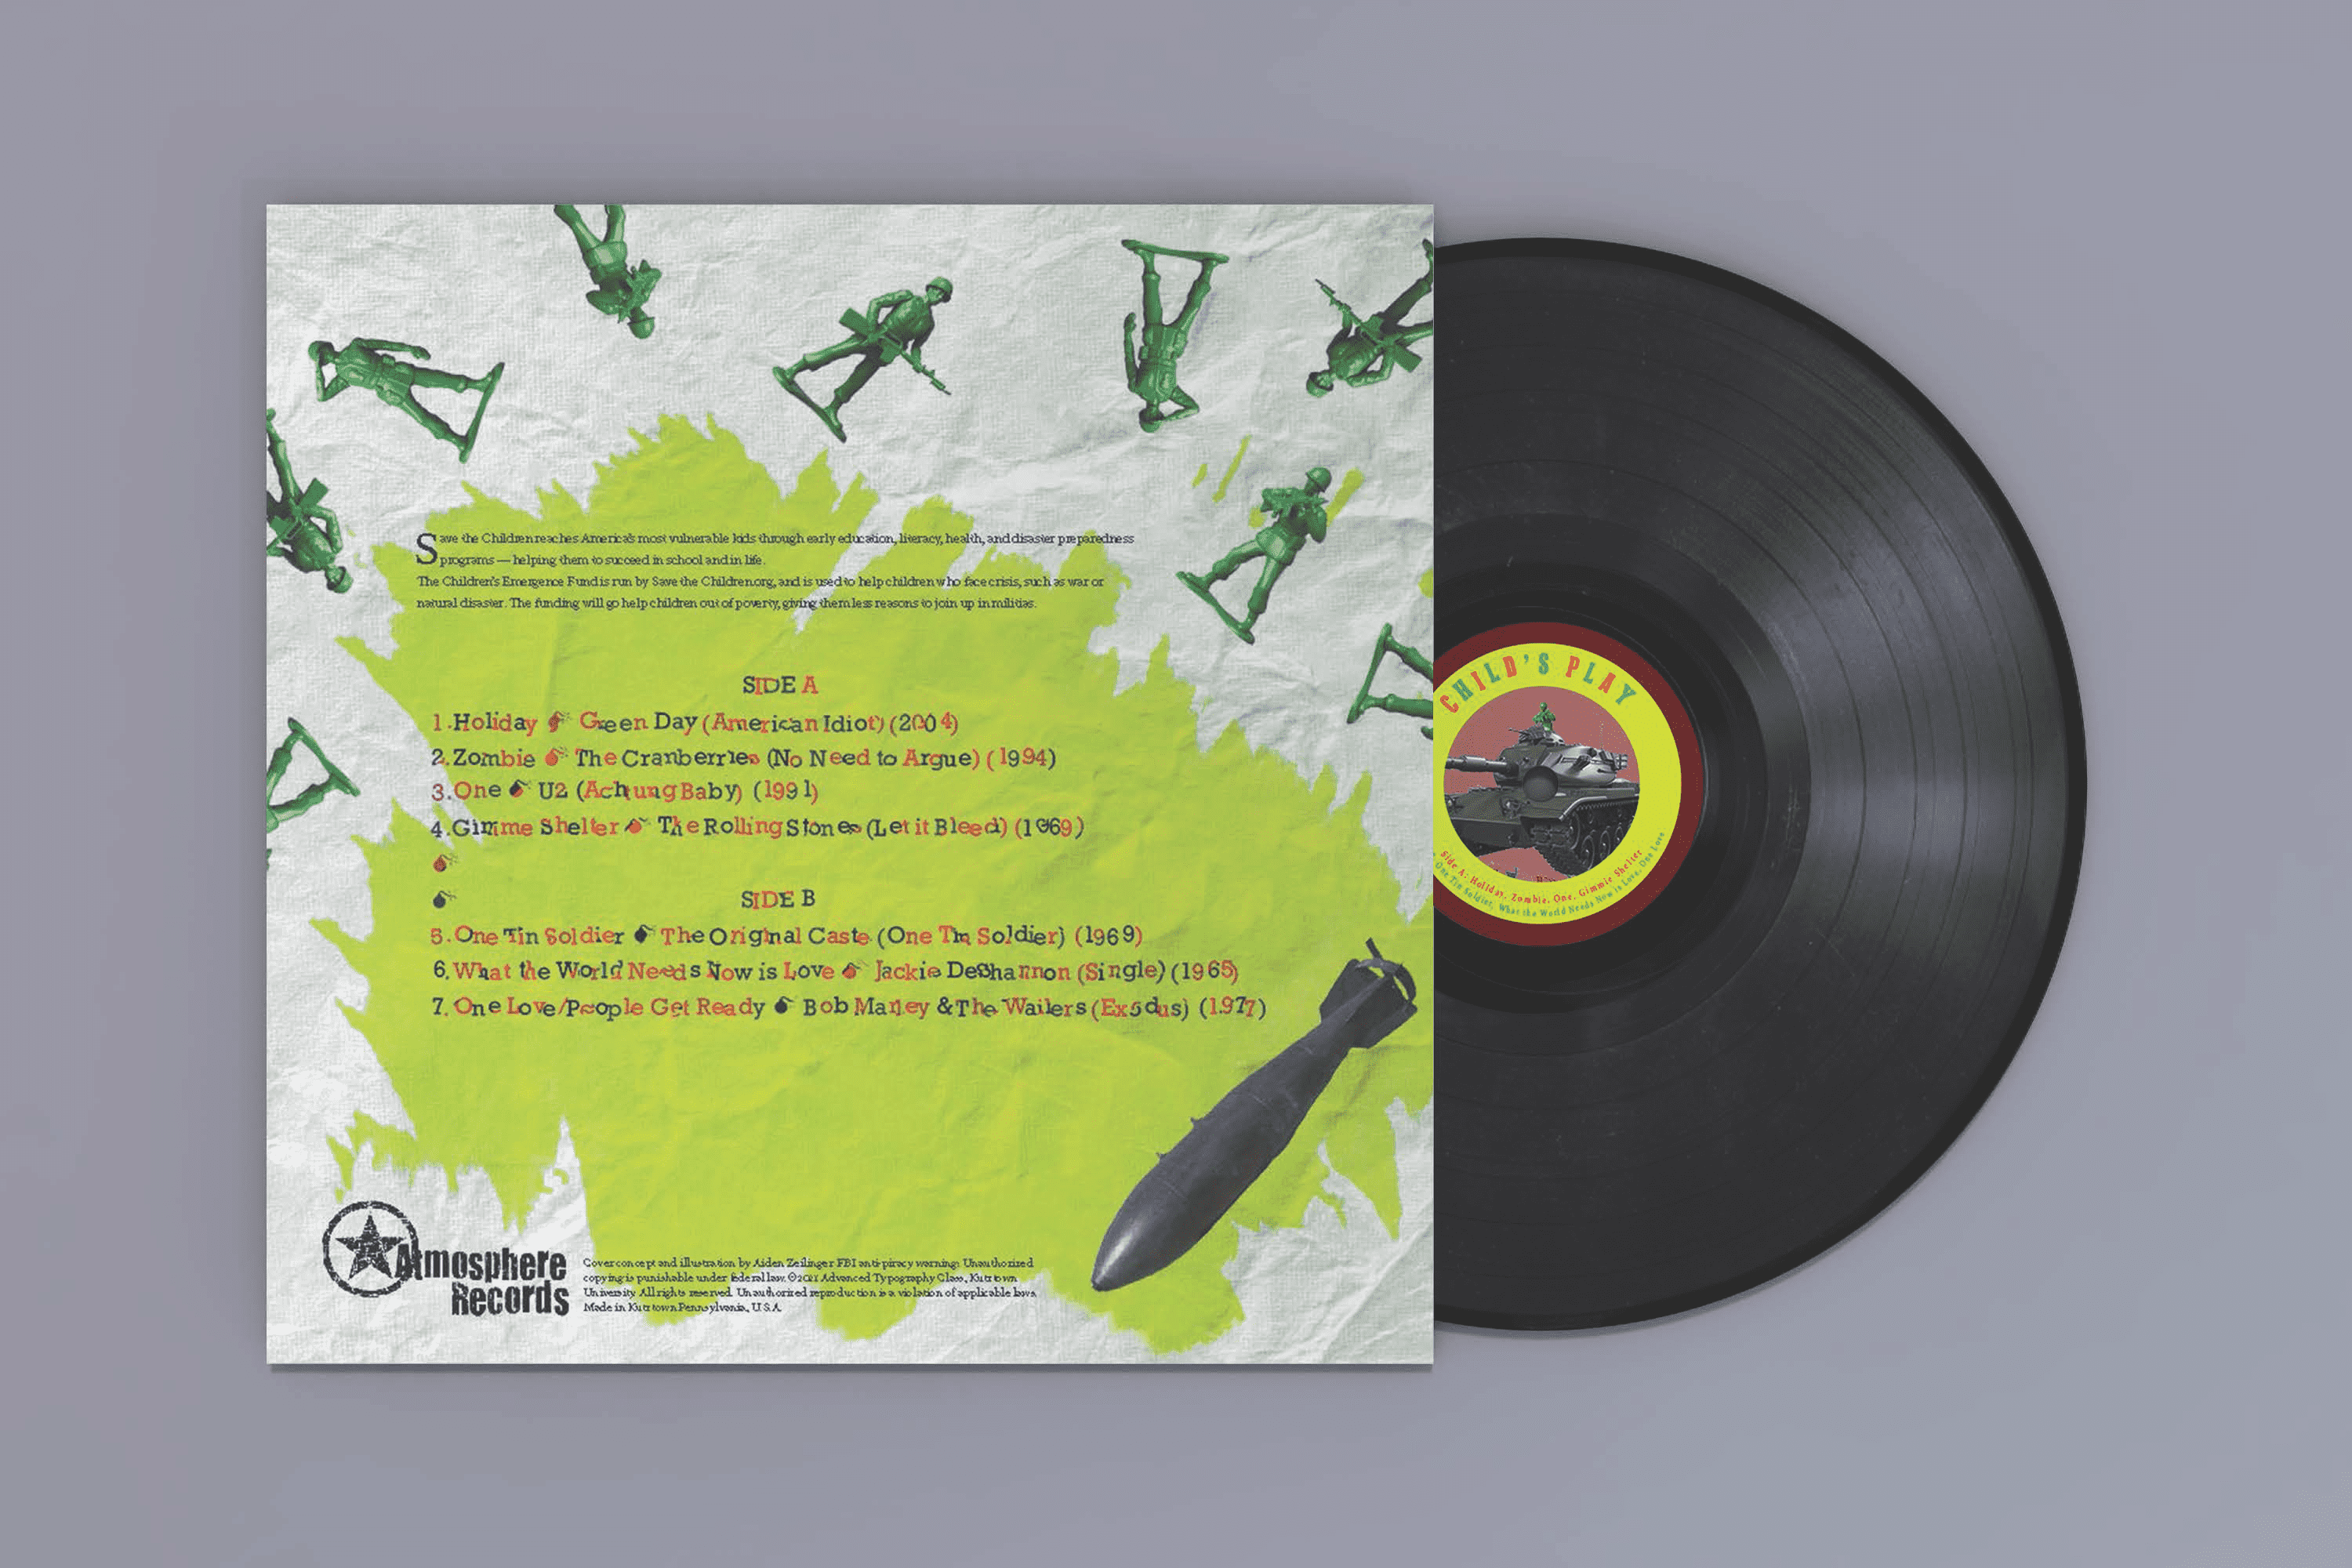 Save the Children reaches America's most vulnerable kids through early education, literacy, health, and disaster preparedness
programs — helping them to succeed in school and in life.
The Children's Emergence Fund is run by Save the Children.org, and is used to help children who face crisis, such as war or
natural disaster. The funding will go help children out of poverty, giving them less reasons to join up in militias.
SIDE A
1. Holiday Green Day (American Idiot) (2004)
2. Zombie The Cranberries (No Need to Argue) (1994)
3. One U2 (Achtung Baby) (1991)
4. Gimme Shelter The Rolling Stones (Let it Bleed) (1969)
SIDE B
5. One Tin Soldier The Original Caste (One Tin Soldier) (1969)
6. What the World Needs Now is Love Jackie DeShannon (Single) (1965)
7. One Love/People Get Ready Bob Marley & The Wailers (Exodus) (1977)
Atmosphere
Records
Cover concept and illustration by Aiden Zeilinger FBI anti-piracy warning: Unauthorized
copying is punishable under federal law. ©2021 Advanced Typography Class, Kutztown
University. All rights reserved. Unauthorized reproduction is a violation of applicable laws.
Made in Kutztown Pennsylvania, U.S.A.
CHILD'S PLAY
Side A: Holiday, Zombie, One, Gimmie Shelter
One Tin Soldier, What the World Needs Now is Love, One Love